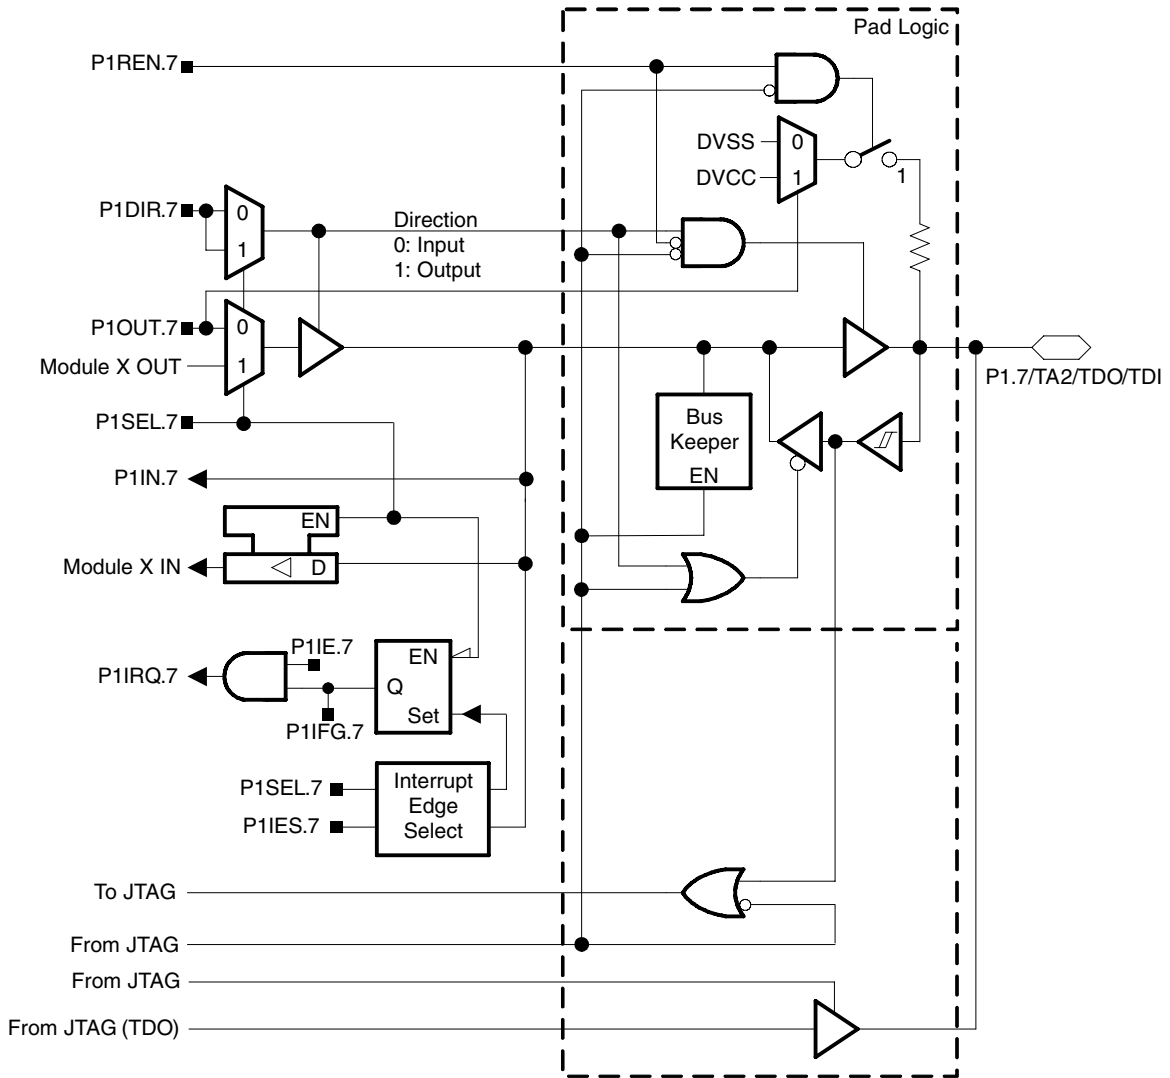 Pad Logic
P1REN.7
DVSS
0
DVCC
1
1
P1DIR.7
0
1
Direction
0: Input
1: Output
P1OUT.7
0
Module X OUT
1
P1.7/TA2/TDO/TDI
P1SEL.7
Bus
Keeper
EN
P1IN.7
EN
Module X IN
D
P1IE.7
P1IRQ.7
EN
Q
Set
P1IFG.7
P1SEL.7
P1IES.7
Interrupt
Edge
Select
To JTAG
From JTAG
From JTAG
From JTAG (TDO)